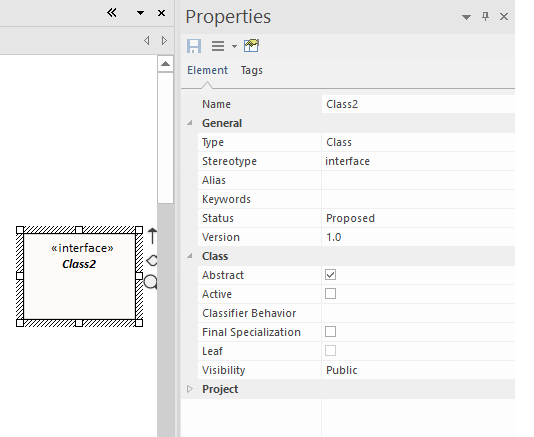 Properties
Element Tags
Name Class2
General
Type Class
Stereotype interface
Alias
Keywords
Status Proposed
Version 1.0
Class
Abstract
Active
Classifier Behavior
Final Specialization
Leaf
Visibility Public
Project
«interface»
Class2